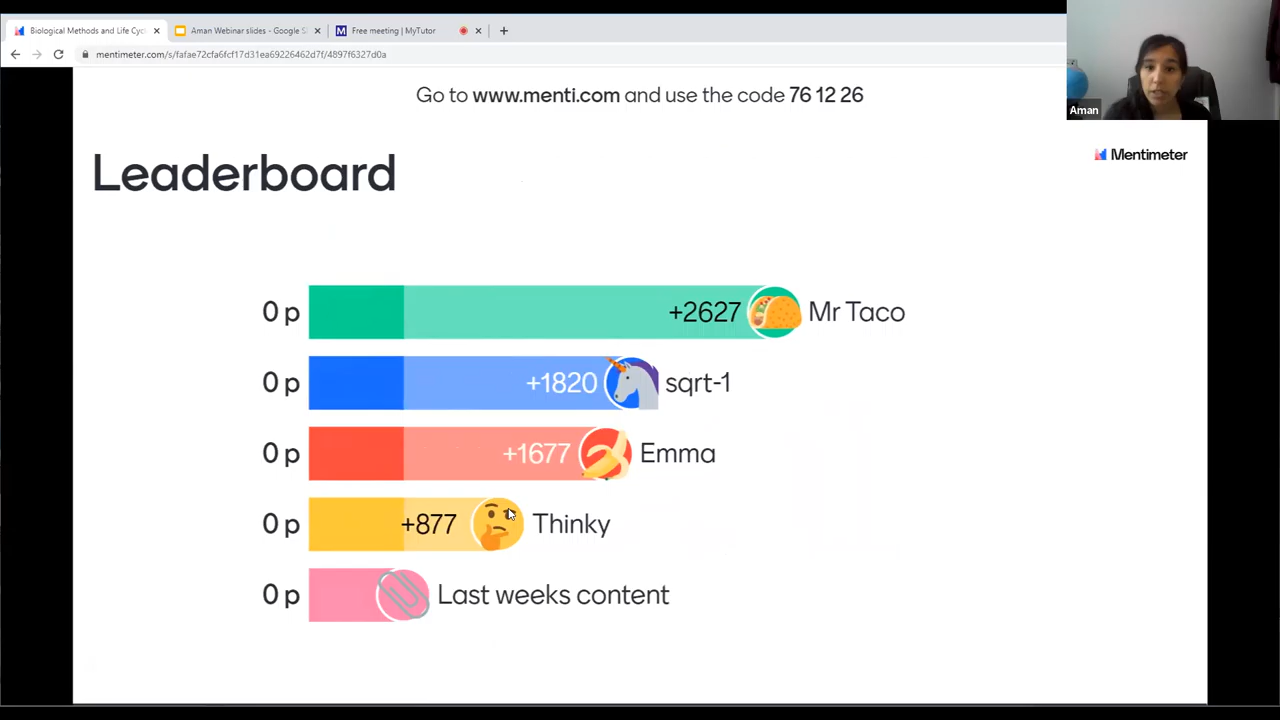 Biological Methods and Life Cyc
Aman Webinar slides - Google S
Free meeting | MyTutor
mentimeter.com/s/fafae72cfa6fcf17d31ea69226462d7f/4897f6327d0a
Go to www.menti.com and use the code 76 12 26
Aman
Mentimeter
Leaderboard
0 p +2627 Mr Taco
0 p +1820 sqrt-1
0 p +1677 Emma
0 p +877 Thinky
0 p Last weeks content